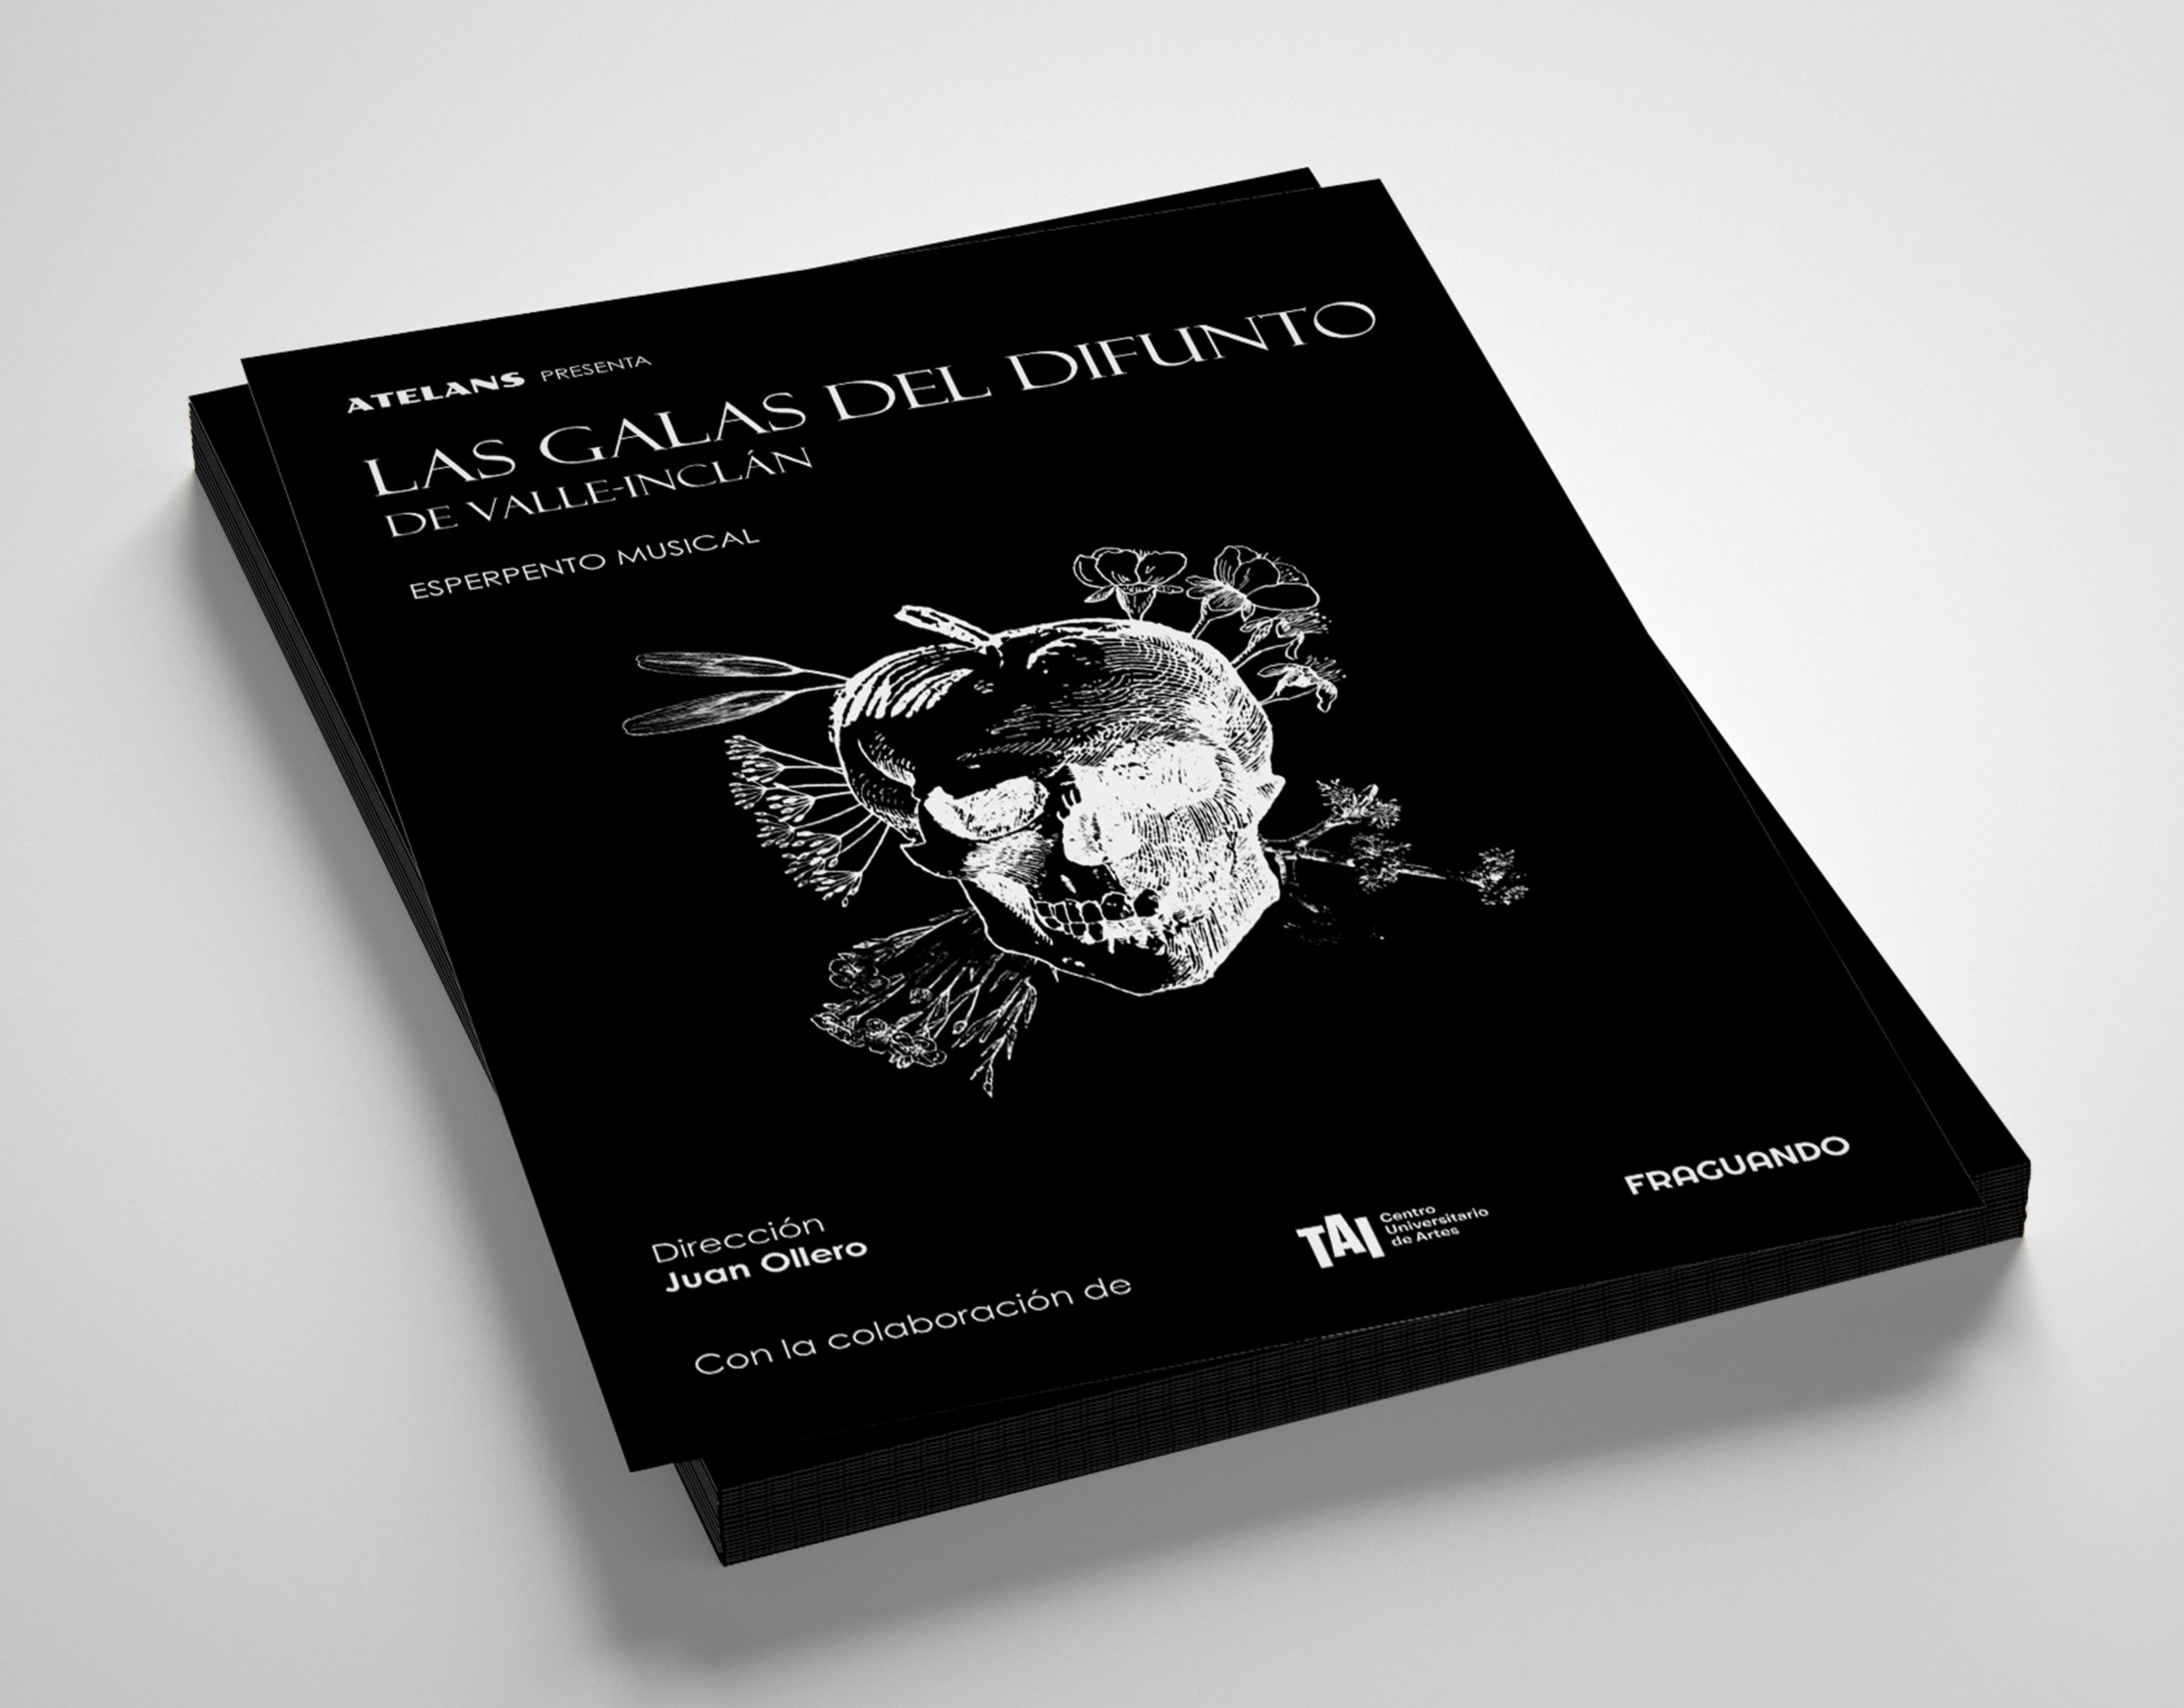 ATELANS PRESENTA
LAS GALAS DEL DIFUNTO
DE VALLE-INCLÁN
ESPERPENTO MUSICAL
Dirección
Juan Ollero
Con la colaboración de
TAI
Centro
Universitario
de Artes
FRAGUANDO